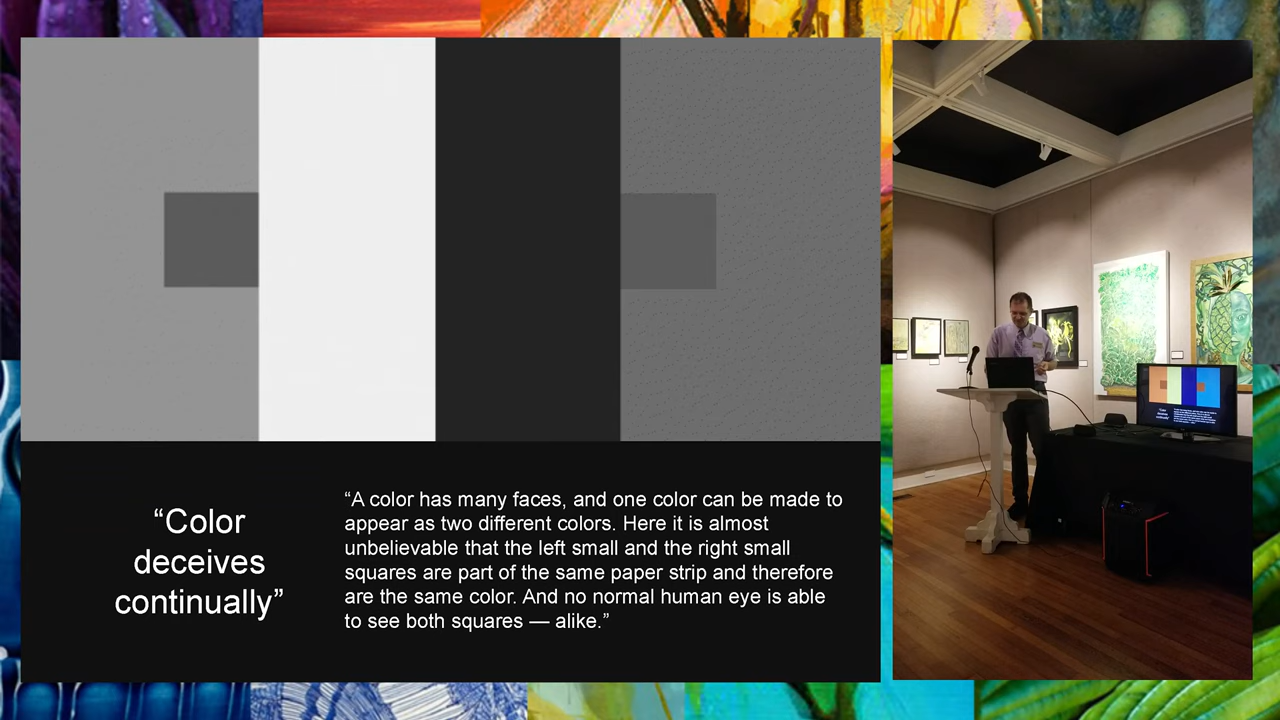 “Color
deceives
continually”
“A color has many faces, and one color can be made to
appear as two different colors. Here it is almost
unbelievable that the left small and the right small
squares are part of the same paper strip and therefore
are the same color. And no normal human eye is able
to see both squares — alike.”
“Color
deceives
continually”